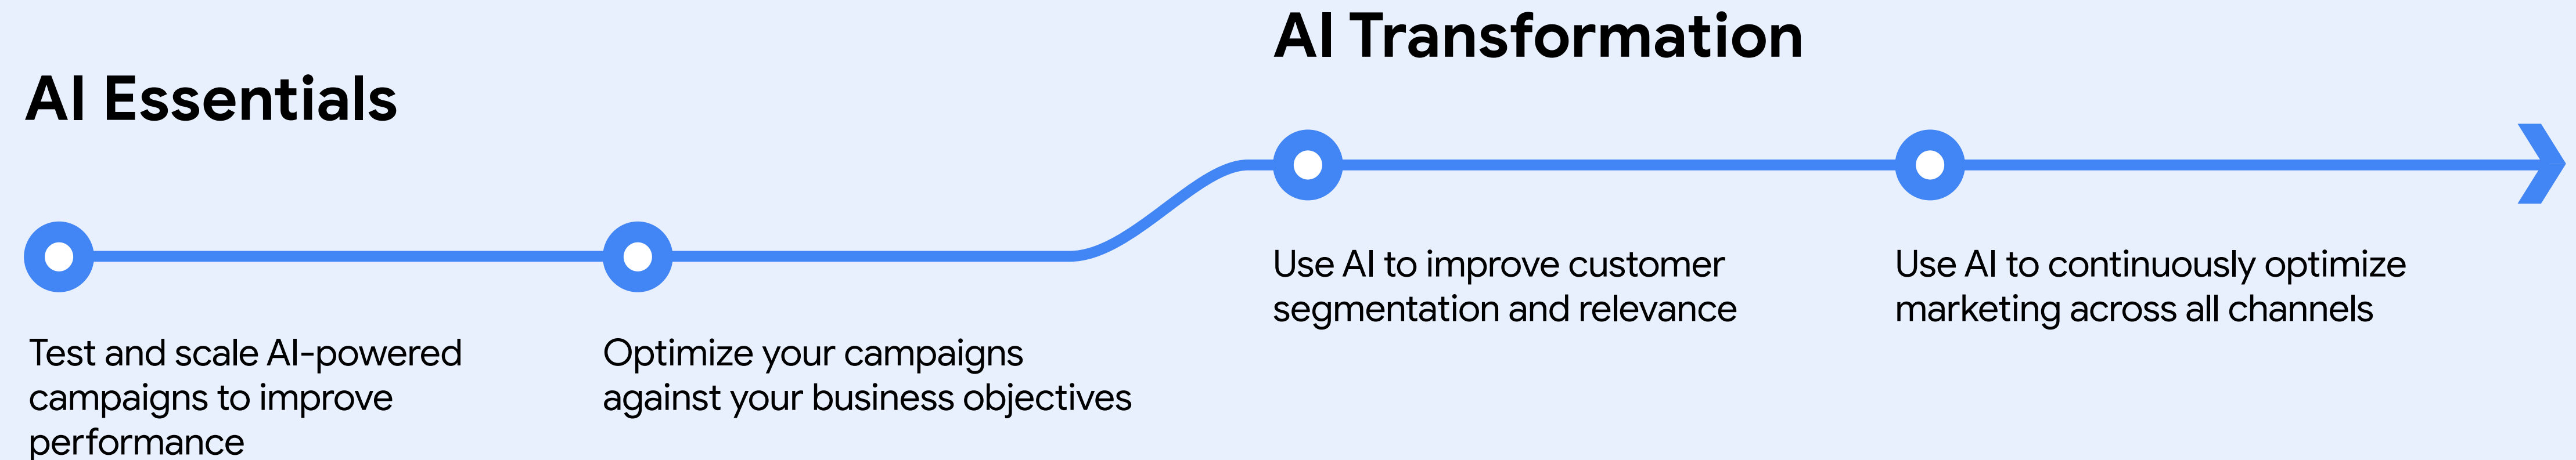 AI Essentials
Test and scale AI-powered
campaigns to improve
performance
Optimize your campaigns
against your business objectives
AI Transformation
Use AI to improve customer
segmentation and relevance
Use AI to continuously optimize
marketing across all channels